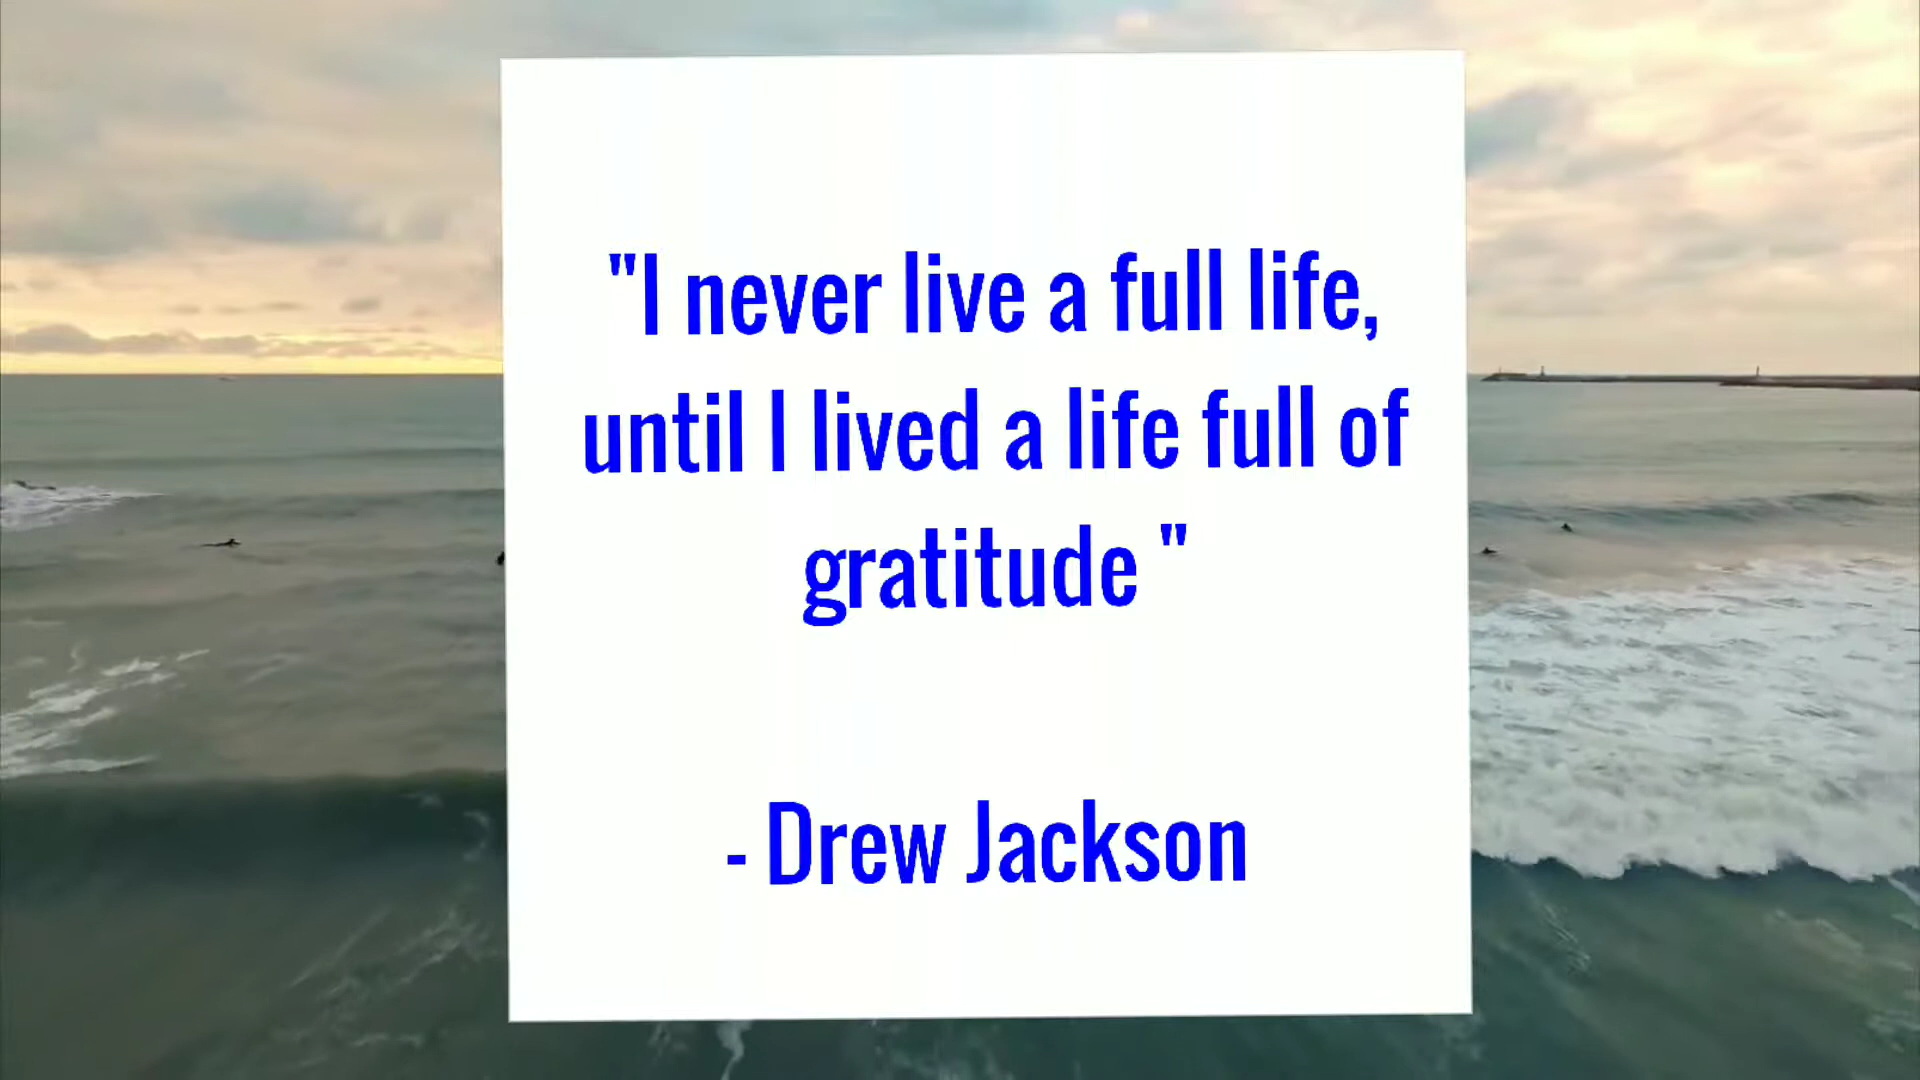 "I never live a full life,
until I lived a life full of
gratitude "
- Drew Jackson